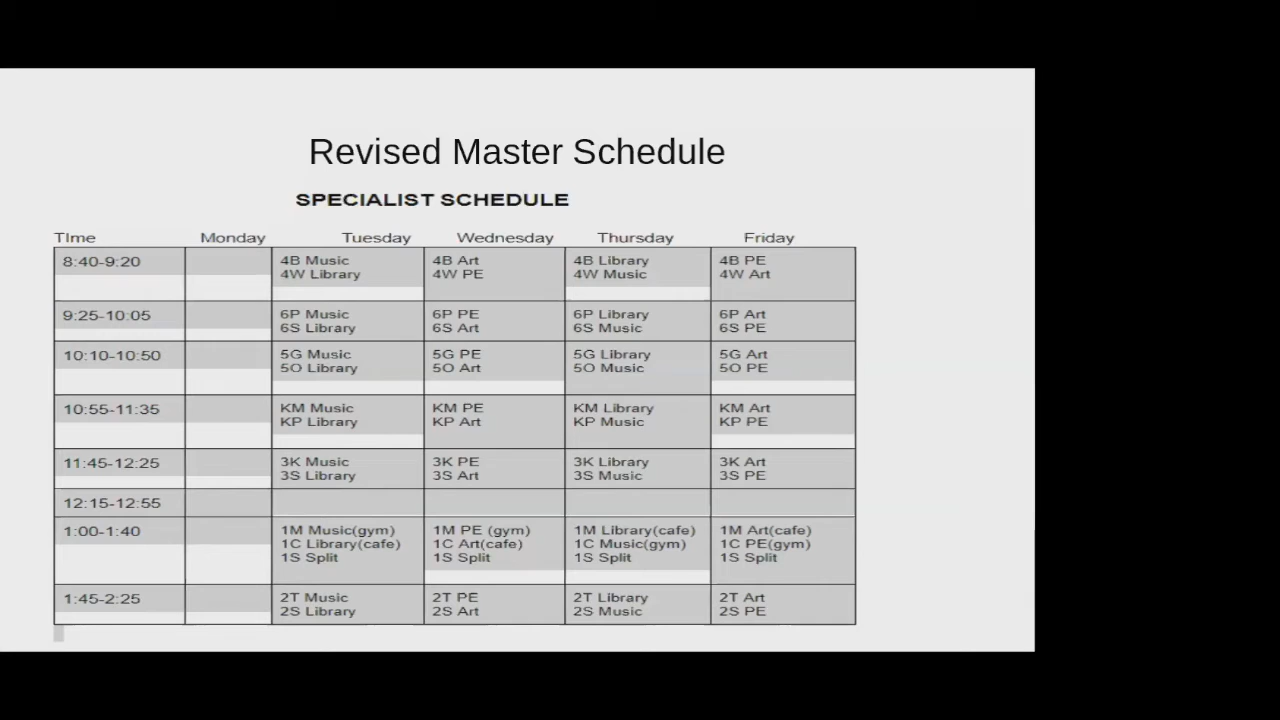 Revised Master Schedule
SPECIALIST SCHEDULE
TIme Monday Tuesday Wednesday Thursday Friday
8:40-9:20 4B Music 4B Art 4B Library 4B PE
4W Library 4W PE 4W Music 4W Art
9:25-10:05 6P Music 6P PE 6P Library 6P Art
6S Library 6S Art 6S Music 6S PE
10:10-10:50 5G Music 5G PE 5G Library 5G Art
5O Library 5O Art 5O Music 5O PE
10:55-11:35 KM Music KM PE KM Library KM Art
KP Library KP Art KP Music KP PE
11:45-12:25 3K Music 3K PE 3K Library 3K Art
3S Library 3S Art 3S Music 3S PE
12:15-12:55
1:00-1:40 1M Music(gym) 1M PE (gym) 1M Library(cafe) 1M Art(cafe)
1C Library(cafe) 1C Art(cafe) 1C Music(gym) 1C PE(gym)
1S Split 1S Split 1S Split 1S Split
1:45-2:25 2T Music 2T PE 2T Library 2T Art
2S Library 2S Art 2S Music 2S PE